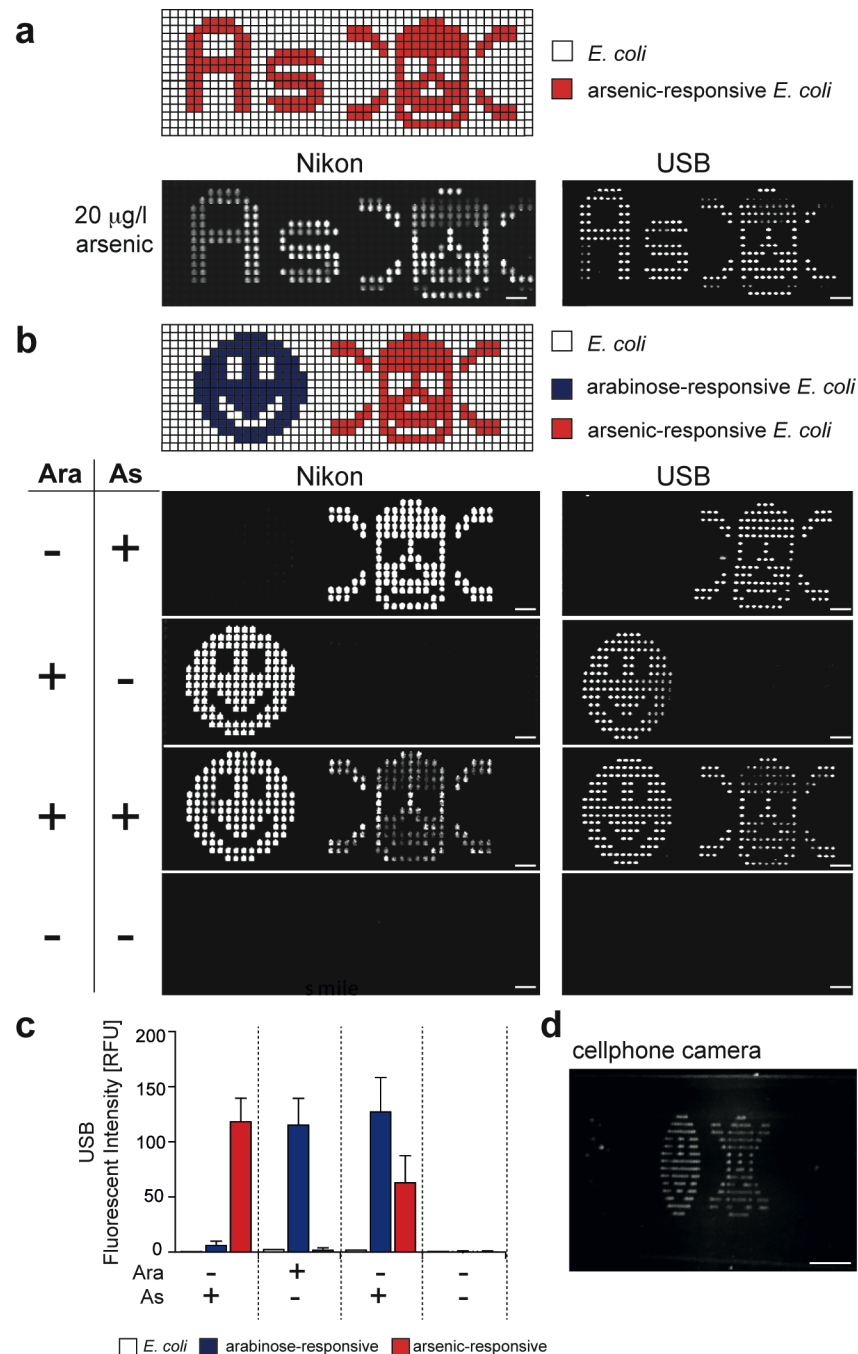 a
E. coli
arsenic-responsive E. coli
Nikon
USB
20 µg/l
arsenic
b
E. coli
arabinose-responsive E. coli
arsenic-responsive E. coli
Ara
As
Nikon
USB
- +
+ -
+ +
- -
smile
c
USB
Fluorescent Intensity [RFU]
200
150
100
50
0
Ara - + - -
As + - + -
E. coli arabinose-responsive arsenic-responsive
d
cellphone camera